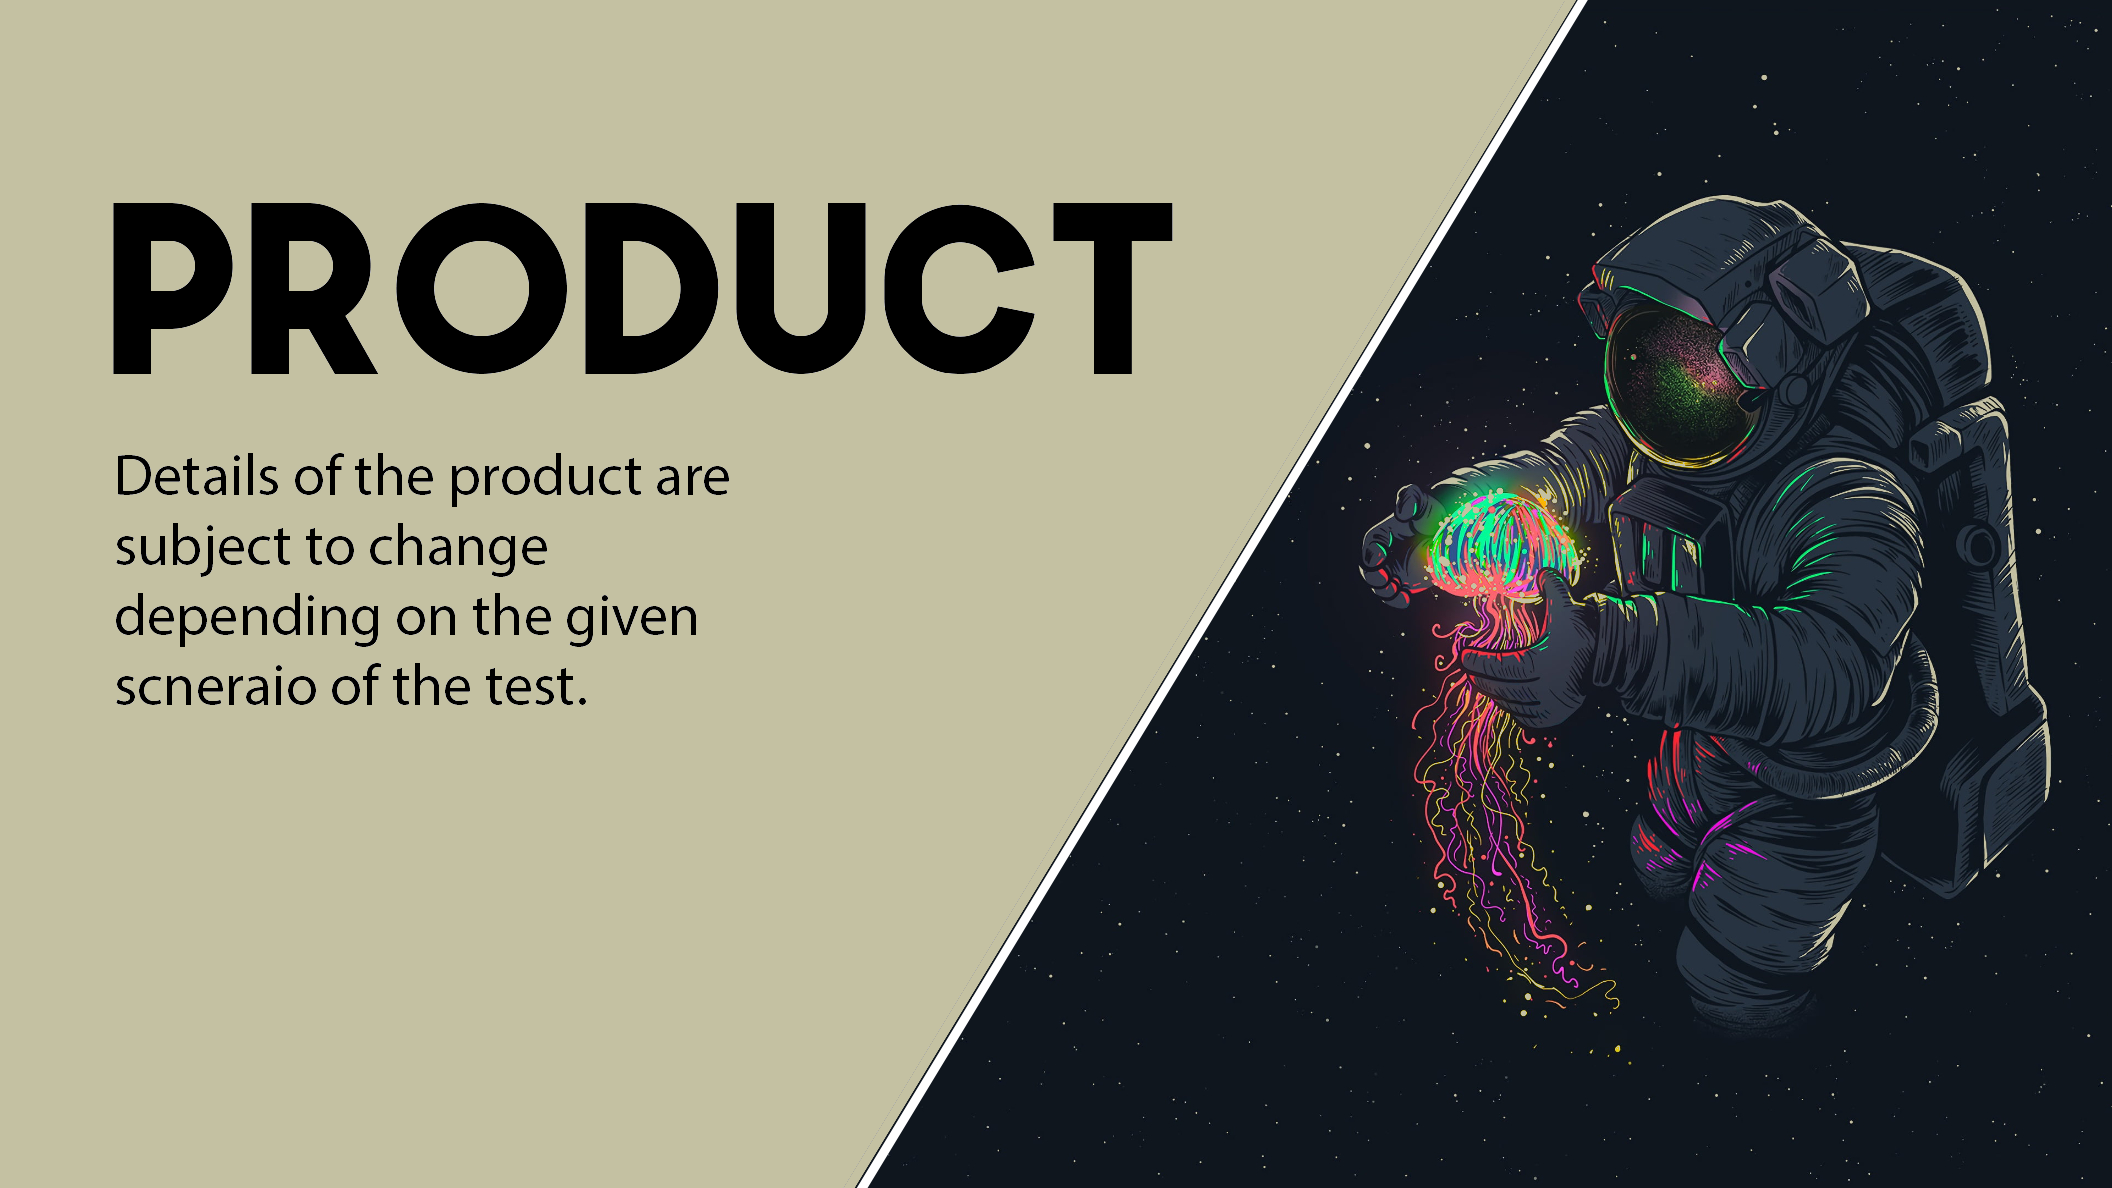 PRODUCT
Details of the product are
subject to change
depending on the given
scneraio of the test.